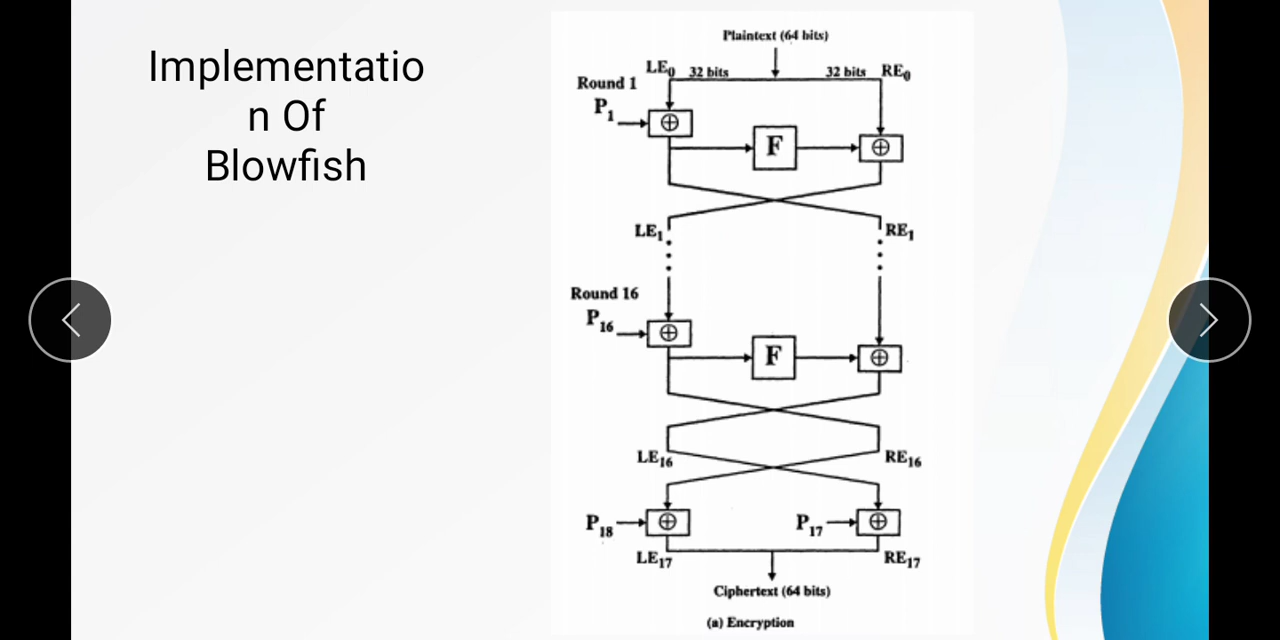 Implementatio
n Of
Blowfish
Plaintext (64 bits)
LE0 32 bits 32 bits RE0
Round 1
P1
F
LE1 RE1
Round 16
P16
F
LE16 RE16
P18 P17
LE17 RE17
Ciphertext (64 bits)
(a) Encryption